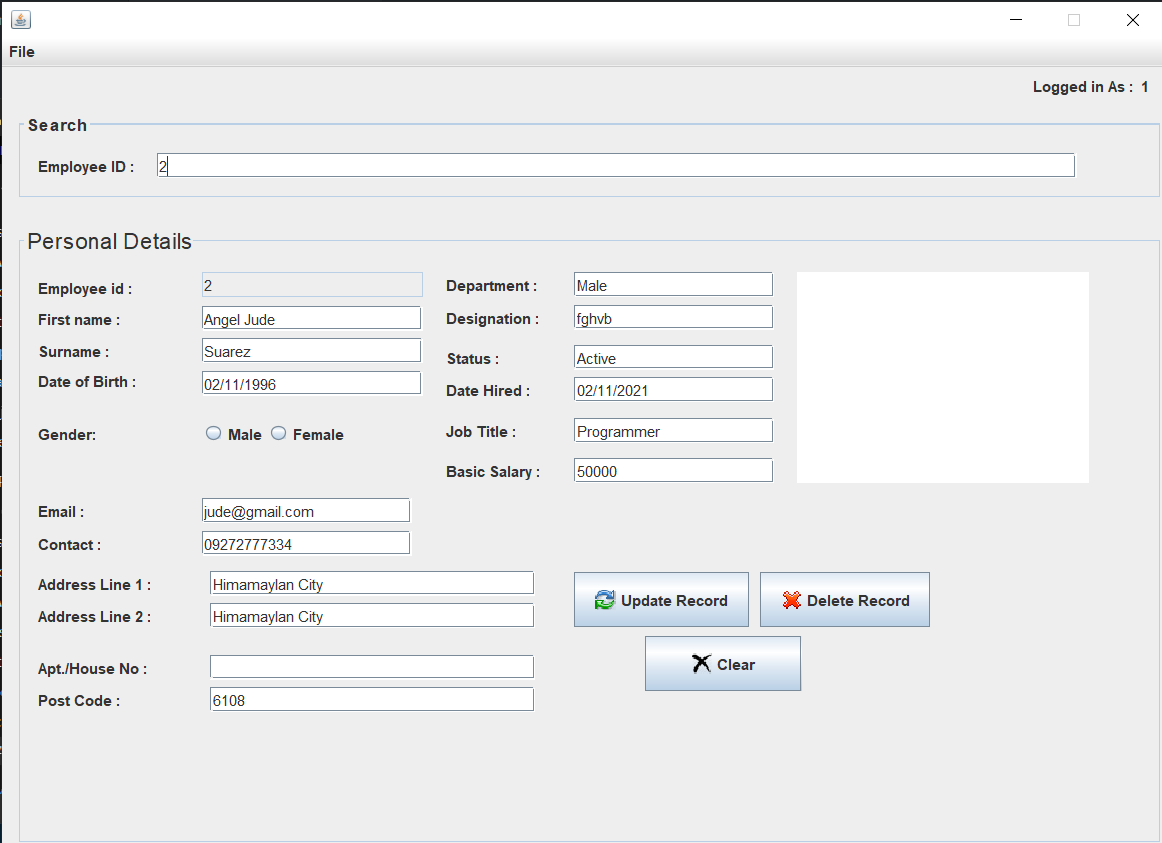 File
Logged in As : 1
Search
Employee ID : 2
Personal Details
Employee id : 2
First name : Angel Jude
Surname : Suarez
Date of Birth : 02/11/1996
Gender: Male Female
Department : Male
Designation : fghvb
Status : Active
Date Hired : 02/11/2021
Job Title : Programmer
Basic Salary : 50000
Email : jude@gmail.com
Contact : 09272777334
Address Line 1 : Himamaylan City
Address Line 2 : Himamaylan City
Apt./House No :
Post Code : 6108
Update Record
Delete Record
Clear